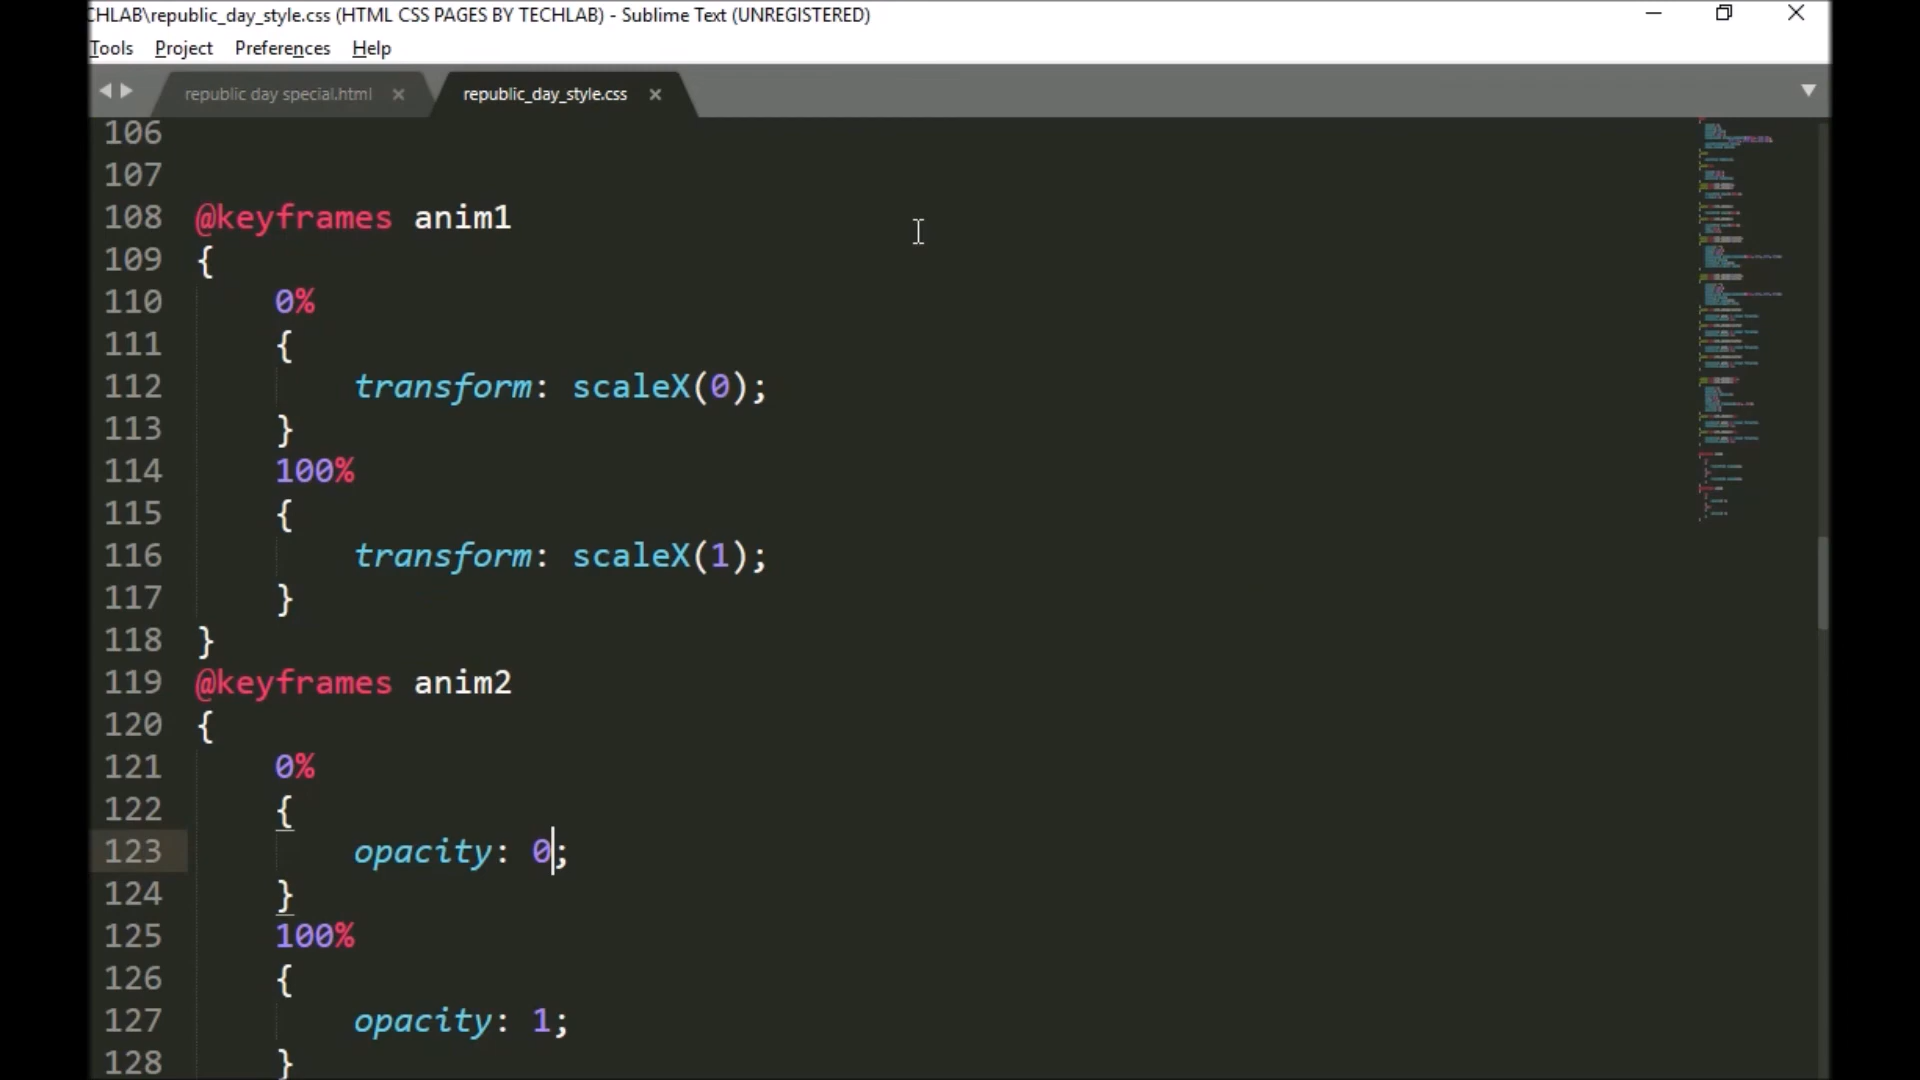 CHLAB\republic_day_style.css (HTML CSS PAGES BY TECHLAB) - Sublime Text (UNREGISTERED)
Tools Project Preferences Help
republic day special.html republic_day_style.css
106
107
108 @keyframes anim1
109 {
110 0%
111 {
112 transform: scaleX(0);
113 }
114 100%
115 {
116 transform: scaleX(1);
117 }
118 }
119 @keyframes anim2
120 {
121 0%
122 {
123 opacity: 0;
124 }
125 100%
126 {
127 opacity: 1;
128 }